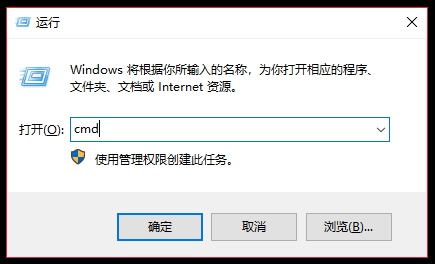 运行
Windows 将根据你所输入的名称，为你打开相应的程序、
文件夹、文档或 Internet 资源。
打开(O): cmd
使用管理权限创建此任务。
确定 取消 浏览(B)...